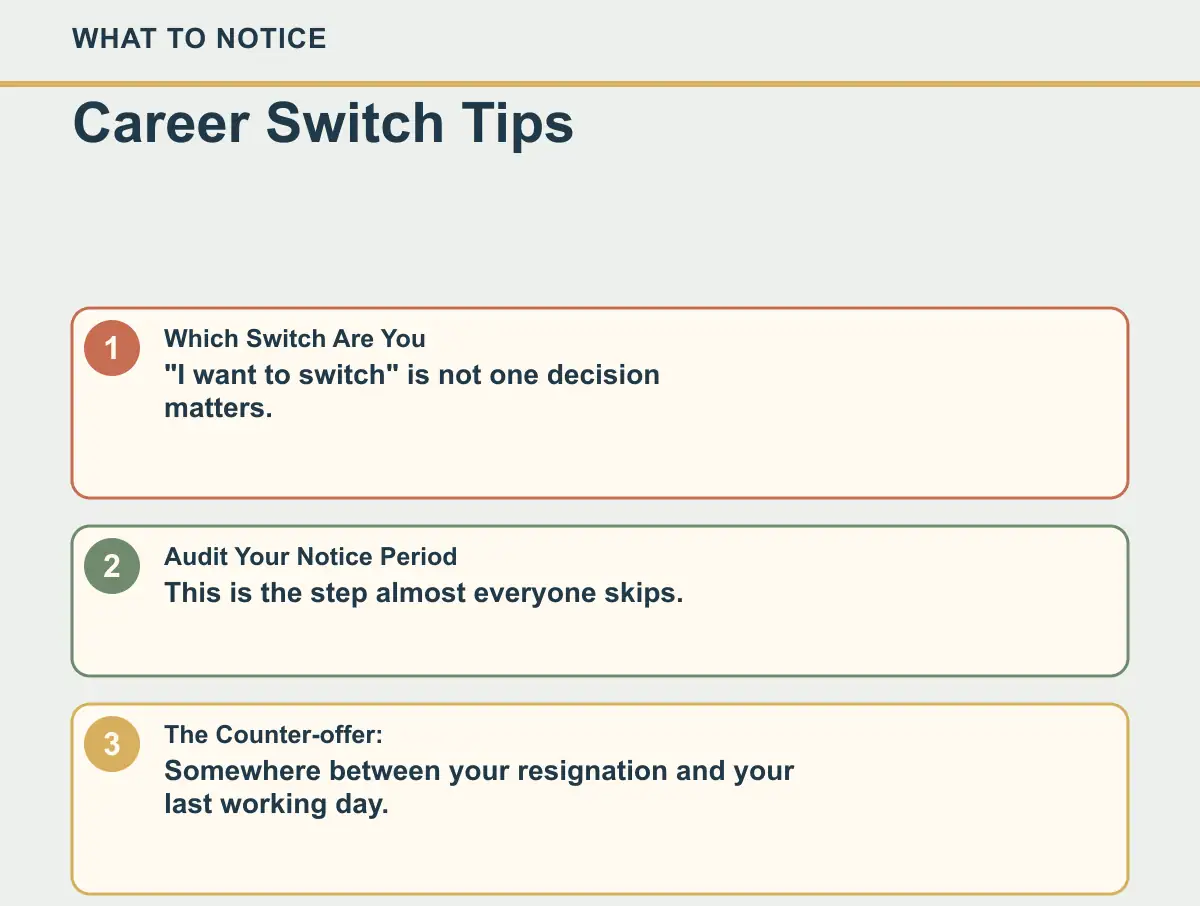 WHAT TO NOTICE
Career Switch Tips
1
Which Switch Are You
"I want to switch" is not one decision
matters.
2
Audit Your Notice Period
This is the step almost everyone skips.
3
The Counter-offer:
Somewhere between your resignation and your
last working day.